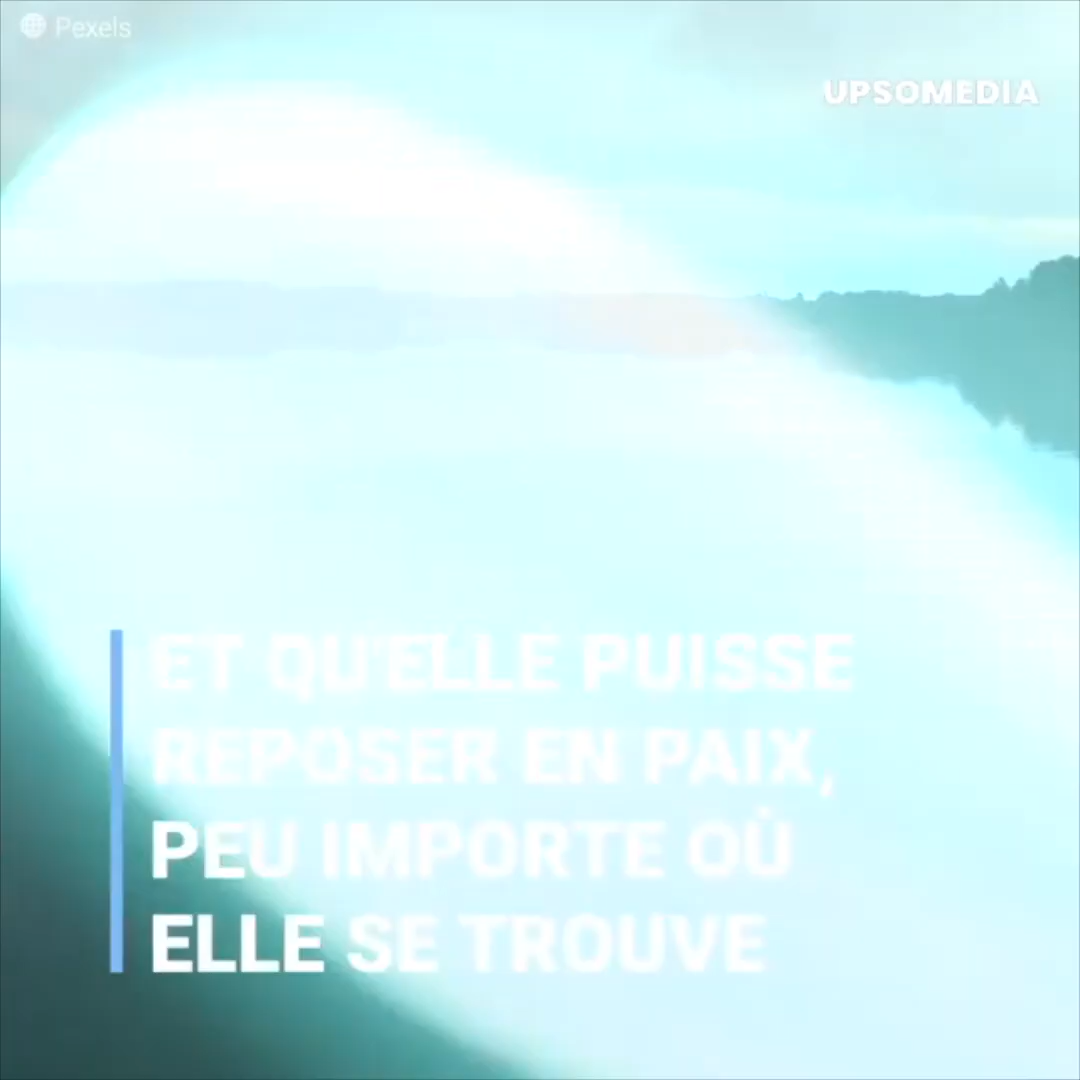 Pexels
UPSOMEDIA
ET QU'ELLE PUISSE
REPOSER EN PAIX,
PEU IMPORTE OÙ
ELLE SE TROUVE